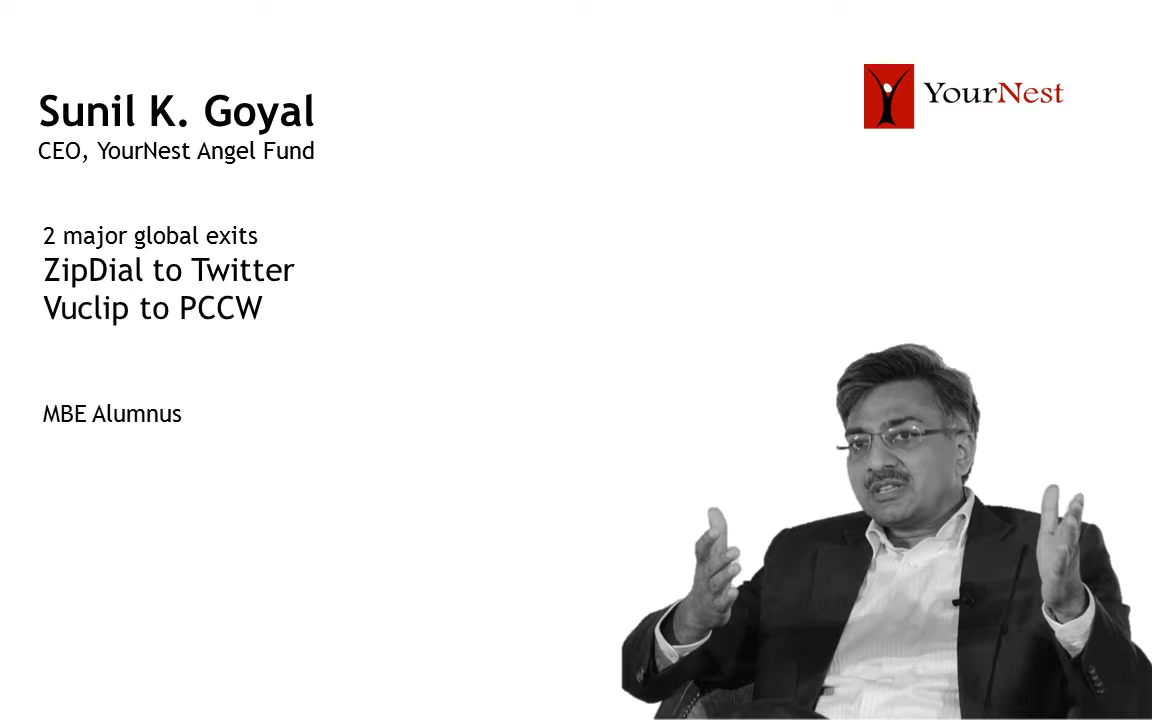 Sunil K. Goyal
CEO, YourNest Angel Fund
YourNest
2 major global exits
ZipDial to Twitter
Vuclip to PCCW
MBE Alumnus